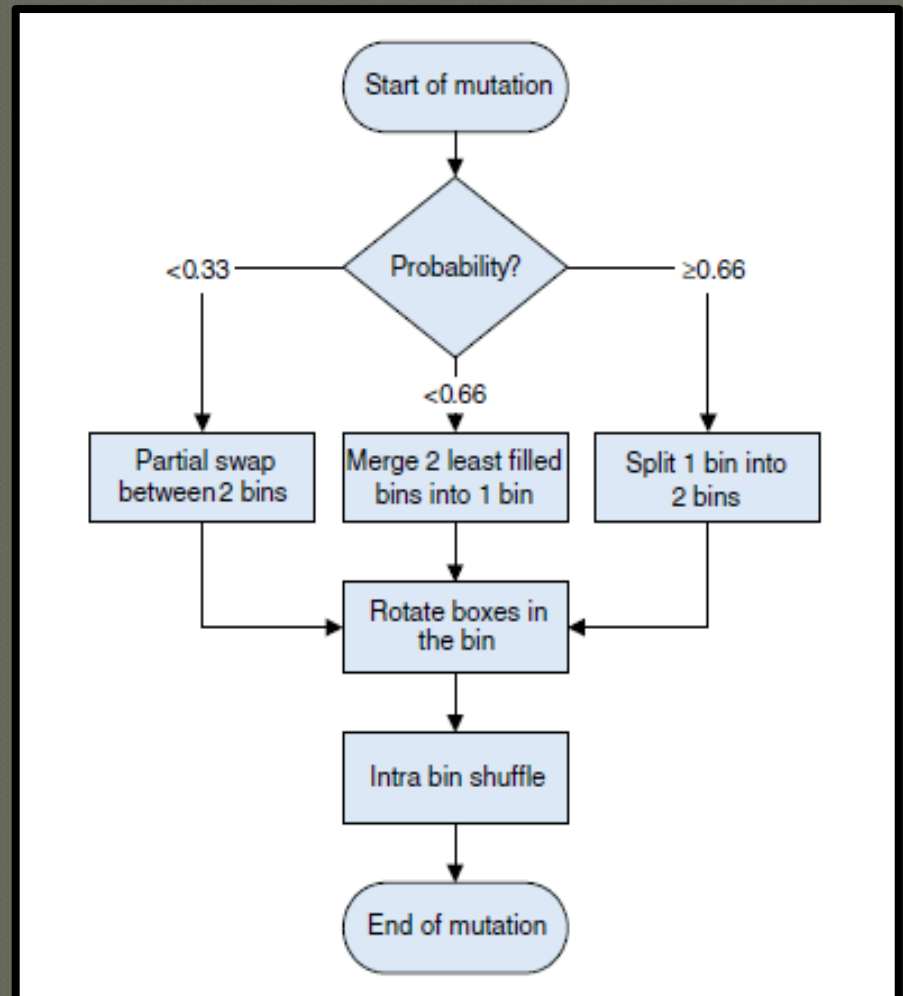 Start of mutation
Probability?
<0.33
≥0.66
<0.66
Partial swap
between 2 bins
Merge 2 least filled
bins into 1 bin
Split 1 bin into
2 bins
Rotate boxes in
the bin
Intra bin shuffle
End of mutation